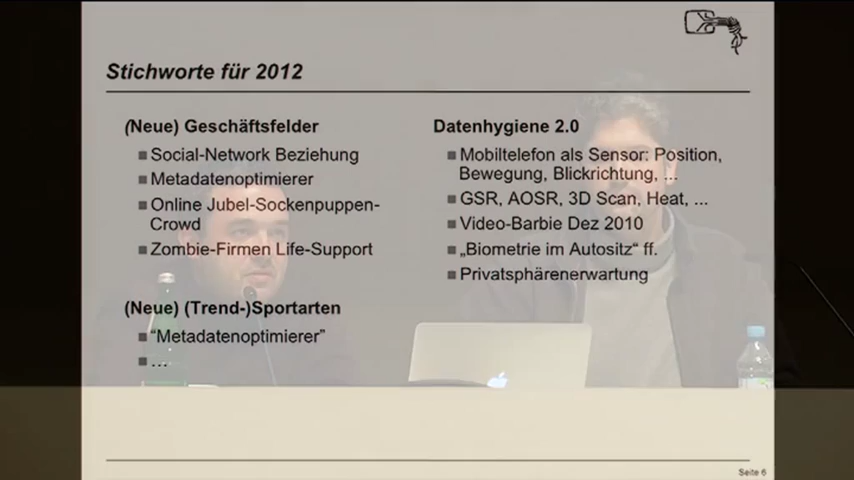 Stichworte für 2012
(Neue) Geschäftsfelder
■ Social-Network Beziehung
■ Metadatenoptimierer
■ Online Jubel-Sockenpuppen-
Crowd
■ Zombie-Firmen Life-Support
(Neue) (Trend-)Sportarten
■ “Metadatenoptimierer”
■ ...
Datenhygiene 2.0
■ Mobiltelefon als Sensor: Position,
Bewegung, Blickrichtung, ...
■ GSR, AOSR, 3D Scan, Heat, ...
■ Video-Barbie Dez 2010
■ „Biometrie im Autositz“ ff.
■ Privatsphärenerwartung
Seite 6